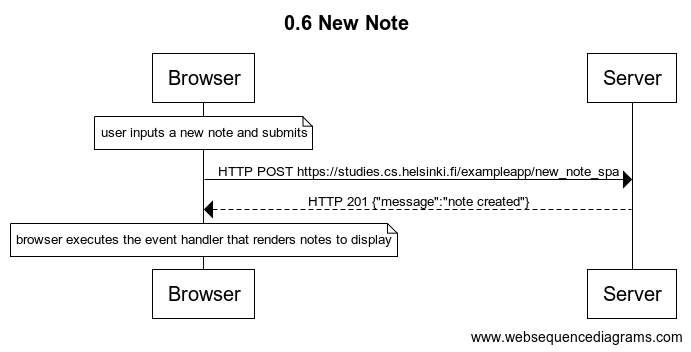 0.6 New Note
Browser Server
user inputs a new note and submits
HTTP POST https://studies.cs.helsinki.fi/exampleapp/new_note_spa
HTTP 201 {"message":"note created"}
browser executes the event handler that renders notes to display
Browser Server
www.websequencediagrams.com